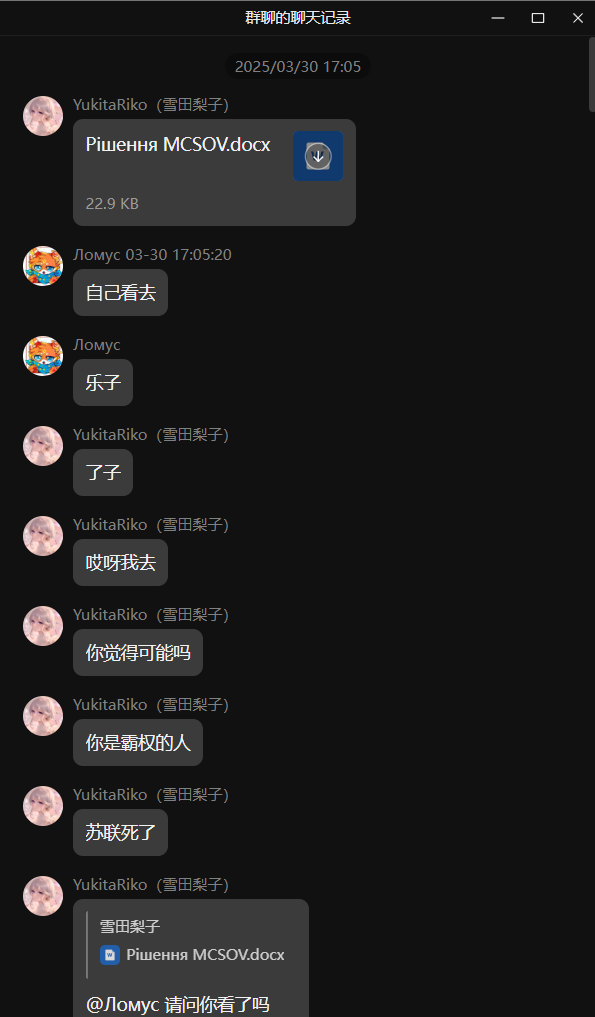 群聊的聊天记录
2025/03/30 17:05
YukitaRiko（雪田梨子）
Рішення MCSOV.docx
22.9 KB
Ломус 03-30 17:05:20
自己看去
Ломус
乐子
YukitaRiko（雪田梨子）
了子
YukitaRiko（雪田梨子）
哎呀我去
YukitaRiko（雪田梨子）
你觉得可能吗
YukitaRiko（雪田梨子）
你是霸权的人
YukitaRiko（雪田梨子）
苏联死了
YukitaRiko（雪田梨子）
雪田梨子
W Рішення MCSOV.docx
@Ломус 请问你看了吗